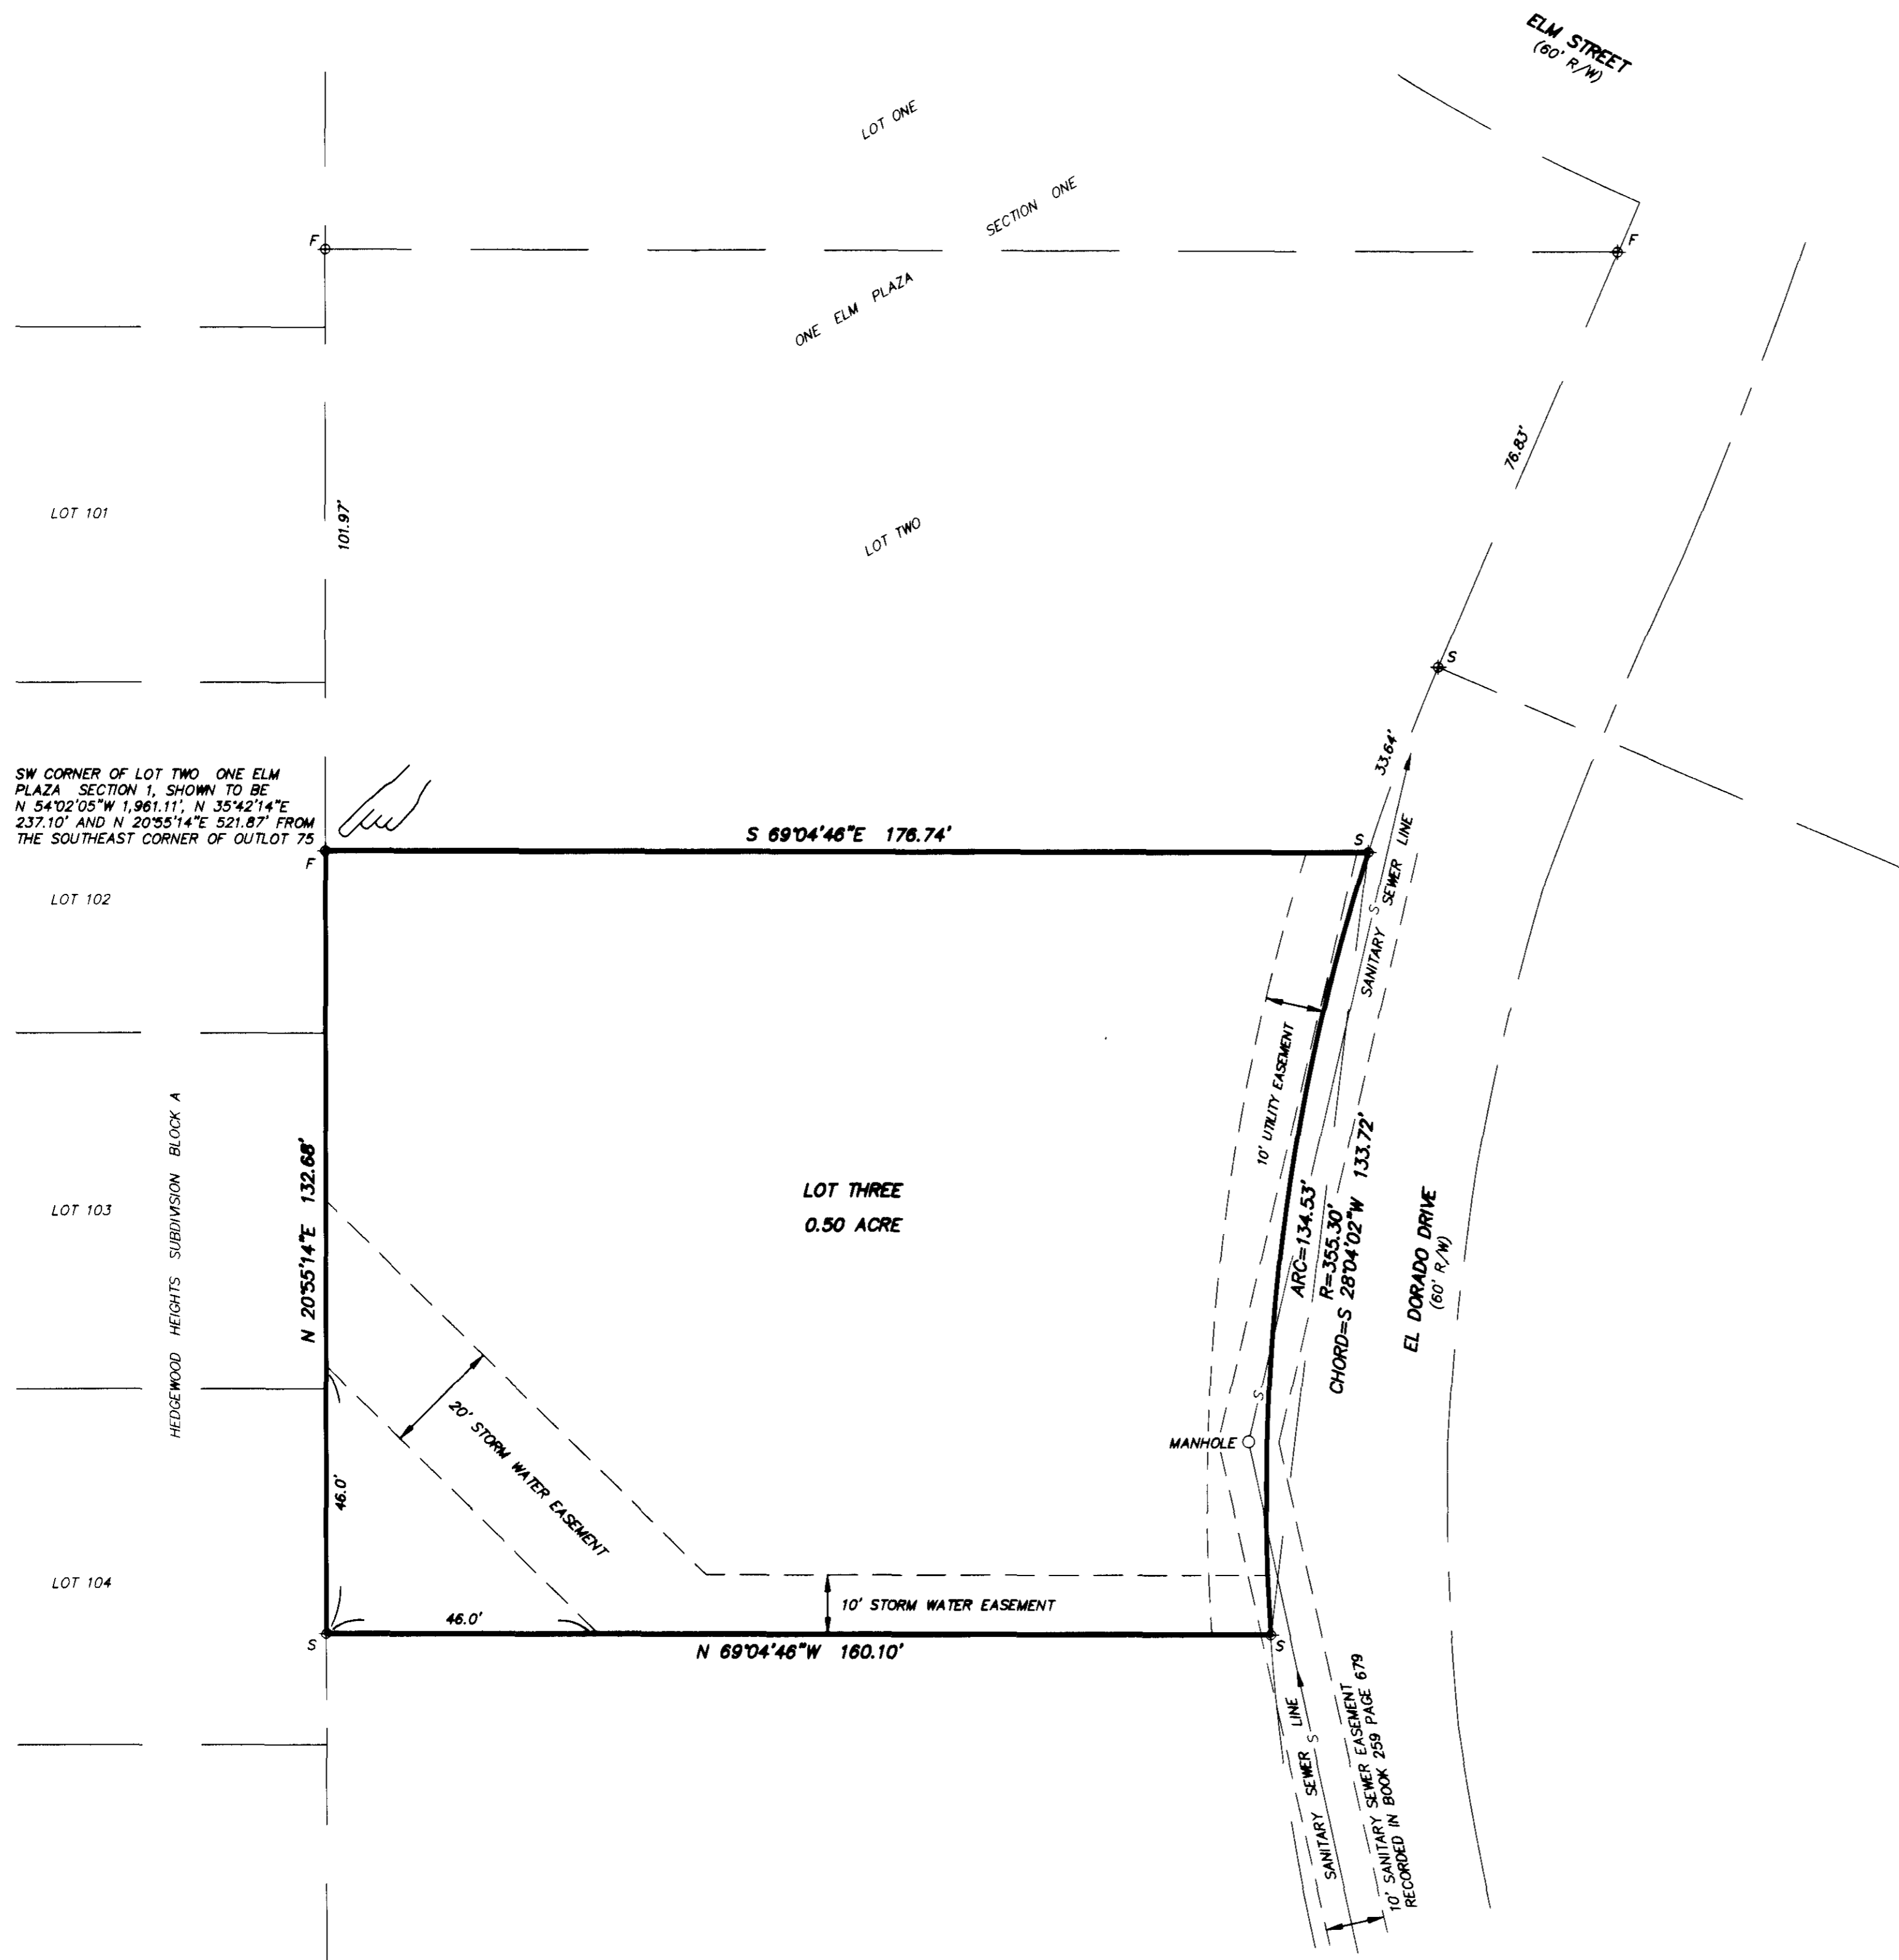 ELM STREET
(60' R/W)
LOT ONE
SECTION ONE
F
F
ONE ELM PLAZA
76.83'
LOT 101
101.97'
LOT TWO
S
33.64'
SW CORNER OF LOT TWO ONE ELM
PLAZA SECTION 1, SHOWN TO BE
N 54°02'05"W 1,961.11', N 35°42'14"E
237.10' AND N 20°55'14"E 521.87' FROM
THE SOUTHEAST CORNER OF OUTLOT 75
S 69°04'46"E 176.74'
S
F
LOT 102
SANITARY SEWER LINE
S
10' UTILITY EASEMENT
HEDGEWOOD HEIGHTS SUBDIVISION BLOCK A
N 20°55'14"E 132.68'
LOT 103
LOT THREE
0.50 ACRE
ARC=134.53'
R=355.30'
CHORD=S 28°04'02"W 133.72'
EL DORADO DRIVE
(60' R/W)
S
MANHOLE
20' STORM WATER EASEMENT
46.0'
LOT 104
46.0'
10' STORM WATER EASEMENT
S
N 69°04'46"W 160.10'
S
SANITARY SEWER LINE
S
10' SANITARY SEWER EASEMENT
RECORDED IN BOOK 259 PAGE 679